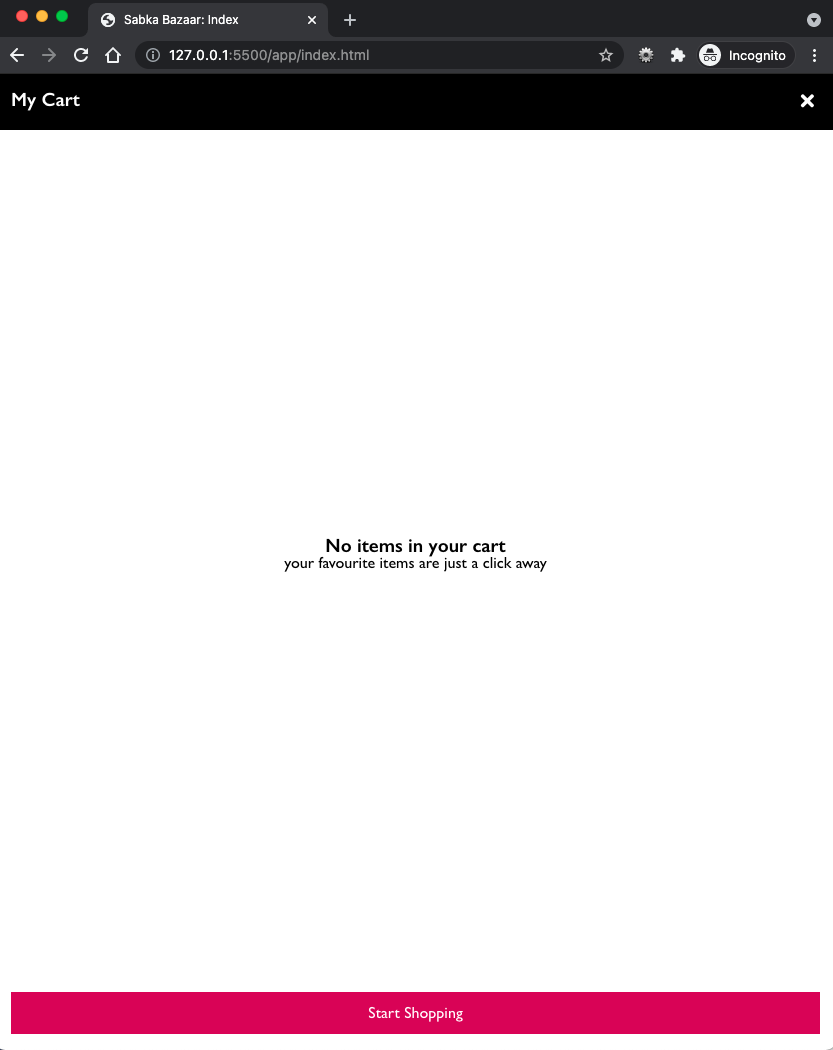 Sabka Bazaar: Index
127.0.0.1:5500/app/index.html
Incognito
My Cart
No items in your cart
your favourite items are just a click away
Start Shopping